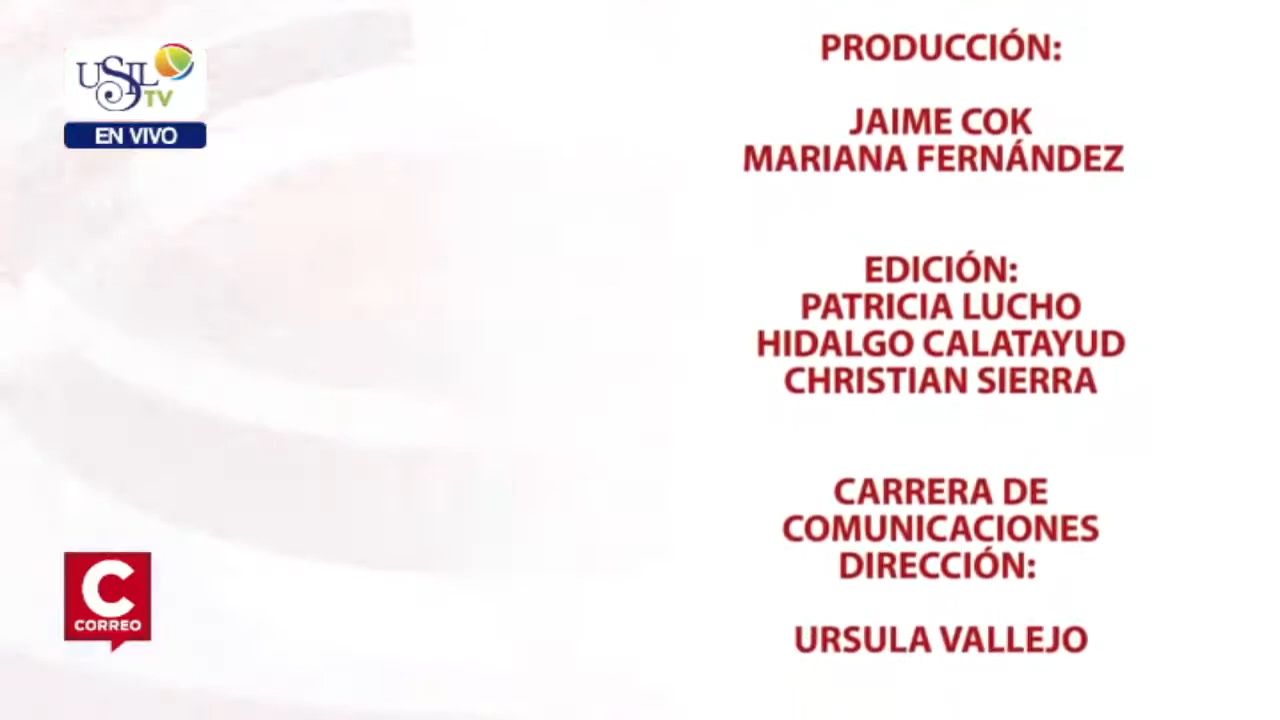 USIL
TV
EN VIVO
PRODUCCIÓN:
JAIME COK
MARIANA FERNÁNDEZ
EDICIÓN:
PATRICIA LUCHO
HIDALGO CALATAYUD
CHRISTIAN SIERRA
CARRERA DE
COMUNICACIONES
DIRECCIÓN:
URSULA VALLEJO
C
CORREO